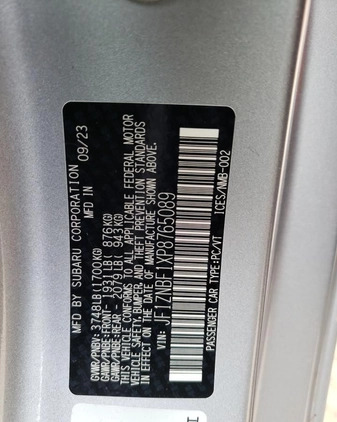 MFD BY SUBARU CORPORATION
MFD IN 09/23
GVWR/PNBV: 3748LB(1700KG)
GAWR/PNBE:FRONT- 1931LB( 876KG)
GAWR/PNBE:REAR - 2079LB( 943KG)
THIS VEHICLE CONFORMS TO ALL APPLICABLE FEDERAL MOTOR
VEHICLE SAFETY, BUMPER, AND THEFT PREVENTION STANDARDS
IN EFFECT ON THE DATE OF MANUFACTURE SHOWN ABOVE.
VIN: JF1ZNBF1XP8765089
PASSENGER CAR TYPE:PC/VT
ICES/NMB-002